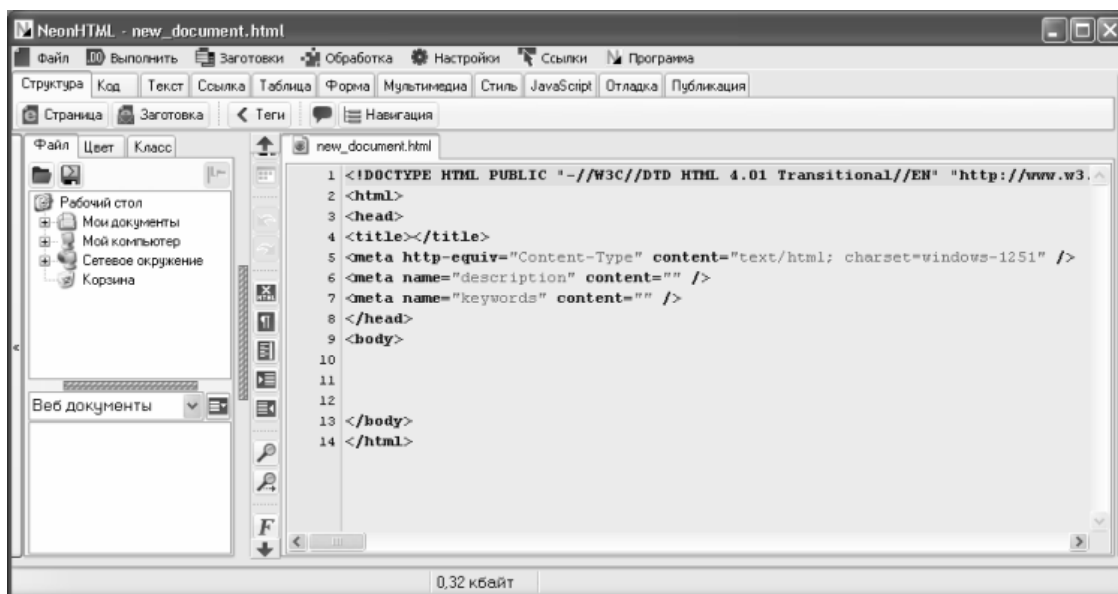 NeonHTML - new_document.html
Файл Выполнить Заготовки Обработка Настройки Ссылки Программа
Структура Код Текст Ссылка Таблица Форма Мультимедиа Стиль JavaScript Отладка Публикация
Страница Заготовка Теги Навигация
Файл Цвет Класс
new_document.html
Рабочий стол
Мои документы
Мой компьютер
Сетевое окружение
Корзина
Веб документы
1 <!DOCTYPE HTML PUBLIC "-//W3C//DTD HTML 4.01 Transitional//EN" "http://www.w3.
2 <html>
3 <head>
4 <title></title>
5 <meta http-equiv="Content-Type" content="text/html; charset=windows-1251" />
6 <meta name="description" content="" />
7 <meta name="keywords" content="" />
8 </head>
9 <body>
10
11
12
13 </body>
14 </html>
F
0,32 кбайт